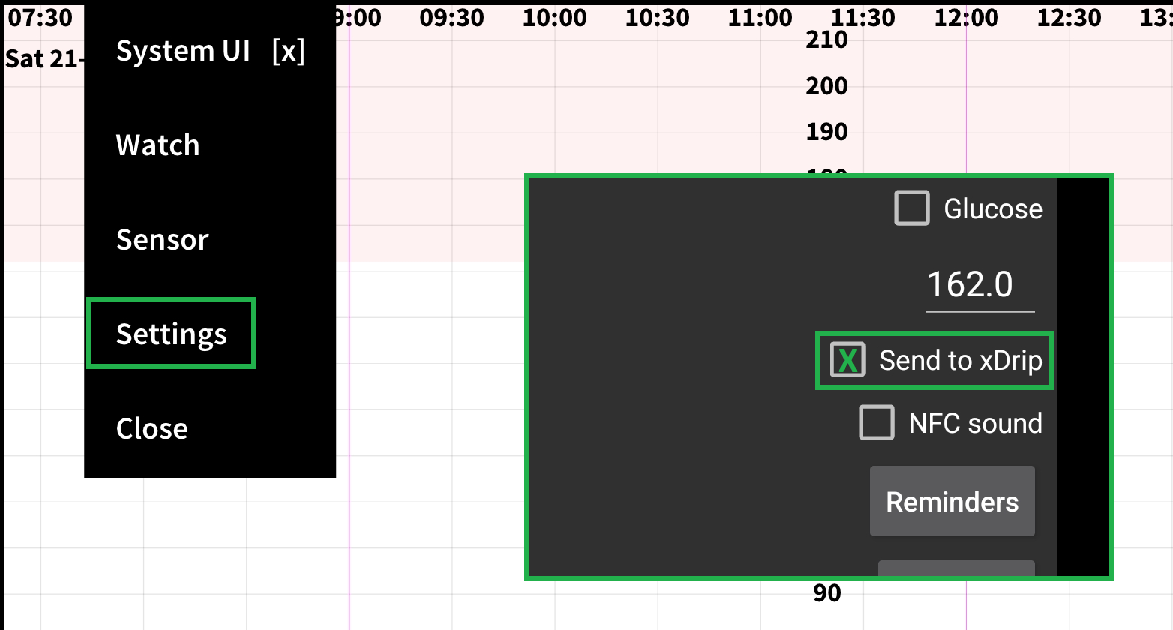 07:30
9:00 09:30 10:00 10:30 11:00 11:30 12:00 12:30 13:
Sat 21-
System UI [x]
Watch
Sensor
Settings
Close
210
200
190
180
Glucose
162.0
X Send to xDrip
NFC sound
Reminders
90